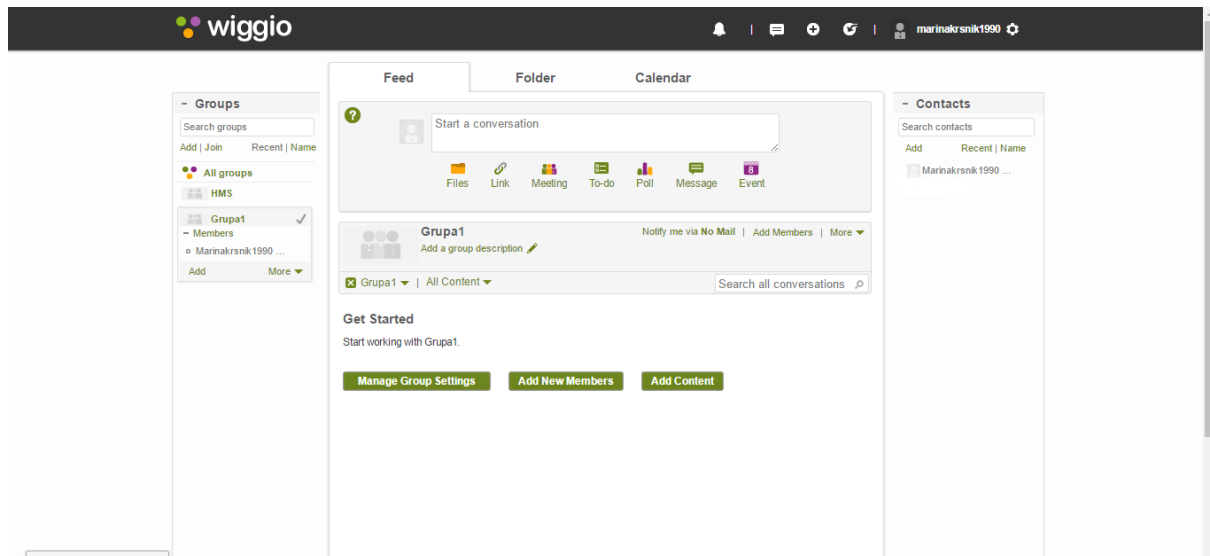 wiggio
marinakrsnik1990
Feed Folder Calendar
− Groups
Search groups
Add | Join Recent | Name
All groups
HMS
Grupa1
− Members
Marinakrsnik1990 ...
Add More
?
Start a conversation
Files Link Meeting To-do Poll Message 8 Event
Grupa1
Notify me via No Mail | Add Members | More
Add a group description
Grupa1 | All Content
Search all conversations
Get Started
Start working with Grupa1.
Manage Group Settings Add New Members Add Content
− Contacts
Search contacts
Add Recent | Name
Marinakrsnik1990 ...